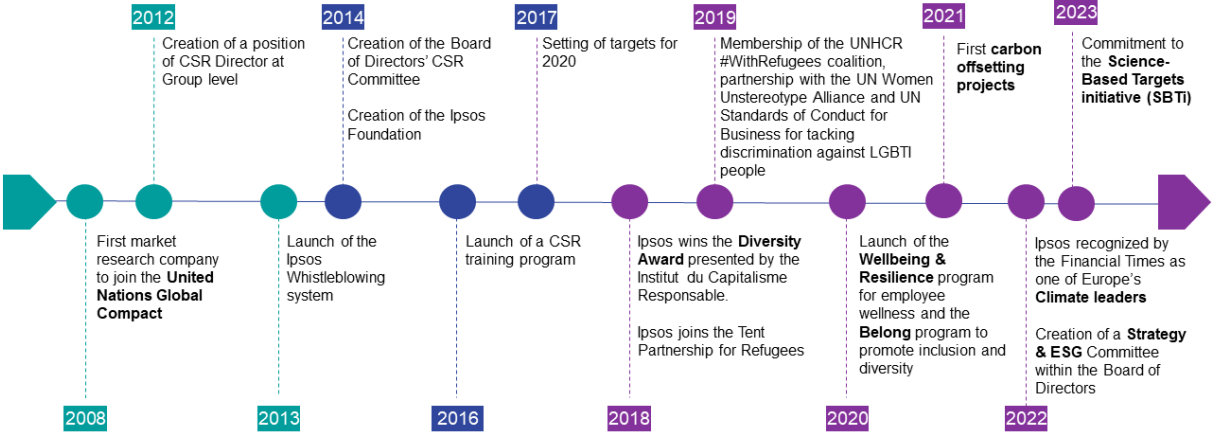 2012
Creation of a position
of CSR Director at
Group level
2014
Creation of the Board
of Directors' CSR
Committee
Creation of the Ipsos
Foundation
2017
Setting of targets for
2020
2019
Membership of the UNHCR
#WithRefugees coalition,
partnership with the UN Women
Unstereotype Alliance and UN
Standards of Conduct for
Business for tacking
discrimination against LGBTI
people
2021
First carbon
offsetting
projects
2023
Commitment to
the Science-
Based Targets
initiative (SBTi)
First market
research company
to join the United
Nations Global
Compact
2008
Launch of the
Ipsos
Whistleblowing
system
2013
Launch of a CSR
training program
2016
Ipsos wins the Diversity
Award presented by the
Institut du Capitalisme
Responsable.
Ipsos joins the Tent
Partnership for Refugees
2018
Launch of the
Wellbeing &
Resilience program
for employee
wellness and the
Belong program to
promote inclusion and
diversity
2020
Ipsos recognized by
the Financial Times as
one of Europe's
Climate leaders
Creation of a Strategy
& ESG Committee
within the Board of
Directors
2022